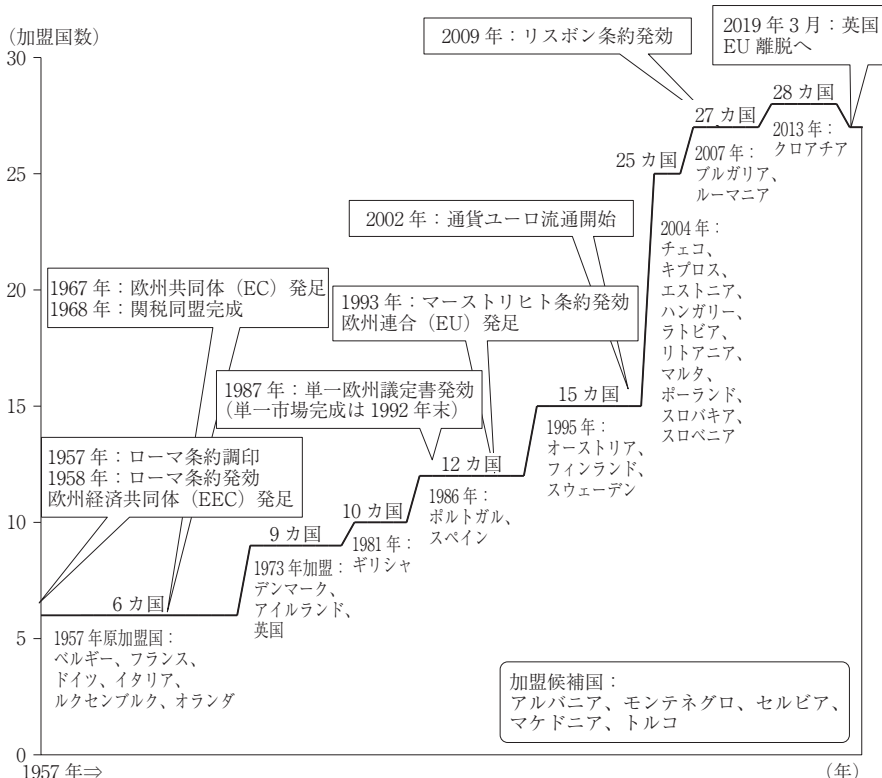 (加盟国数)
30
25
20
15
10
5
0
1957 年⇒
(年)
1957 年：ローマ条約調印
1958 年：ローマ条約発効
欧州経済共同体（EEC）発足
1967 年：欧州共同体（EC）発足
1968 年：関税同盟完成
1987 年：単一欧州議定書発効
（単一市場完成は 1992 年末）
1993 年：マーストリヒト条約発効
欧州連合（EU）発足
2002 年：通貨ユーロ流通開始
2009 年：リスボン条約発効
2019 年 3 月：英国
EU 離脱へ
6 カ国
1957 年原加盟国：
ベルギー、フランス、
ドイツ、イタリア、
ルクセンブルク、オランダ
9 カ国
1973 年加盟：
デンマーク、
アイルランド、
英国
10 カ国
1981 年：
ギリシャ
12 カ国
1986 年：
ポルトガル、
スペイン
15 カ国
1995 年：
オーストリア、
フィンランド、
スウェーデン
25 カ国
2004 年：
チェコ、
キプロス、
エストニア、
ハンガリー、
ラトビア、
リトアニア、
マルタ、
ポーランド、
スロバキア、
スロベニア
27 カ国
2007 年：
ブルガリア、
ルーマニア
28 カ国
2013 年：
クロアチア
加盟候補国：
アルバニア、モンテネグロ、セルビア、
マケドニア、トルコ